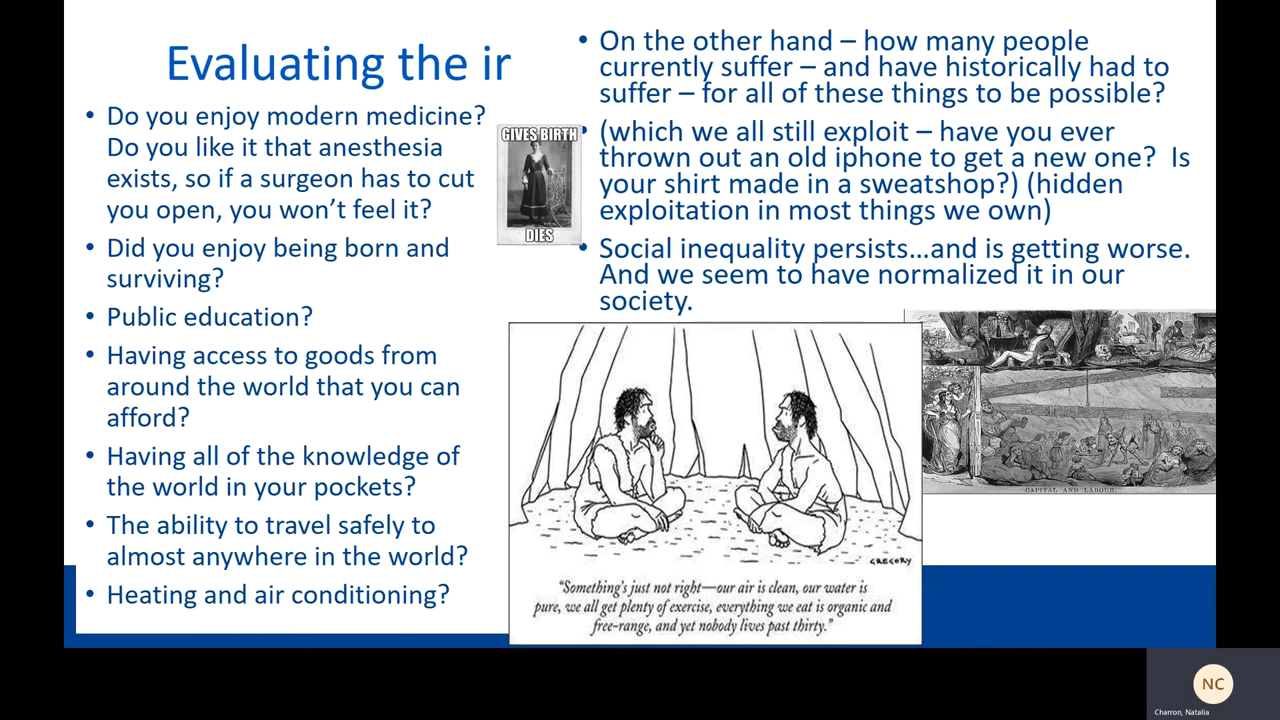 Evaluating the ir
• Do you enjoy modern medicine?
Do you like it that anesthesia
exists, so if a surgeon has to cut
you open, you won't feel it?
• Did you enjoy being born and
surviving?
• Public education?
• Having access to goods from
around the world that you can
afford?
• Having all of the knowledge of
the world in your pockets?
• The ability to travel safely to
almost anywhere in the world?
• Heating and air conditioning?
GIVES BIRTH
DIES
• On the other hand – how many people
currently suffer – and have historically had to
suffer – for all of these things to be possible?
• (which we all still exploit – have you ever
thrown out an old iphone to get a new one? Is
your shirt made in a sweatshop?) (hidden
exploitation in most things we own)
• Social inequality persists...and is getting worse.
And we seem to have normalized it in our
society.
CAPITAL AND LABOUR.
GREGORY
"Something's just not right—our air is clean, our water is
pure, we all get plenty of exercise, everything we eat is organic and
free-range, and yet nobody lives past thirty."
NC
Charron, Natalia